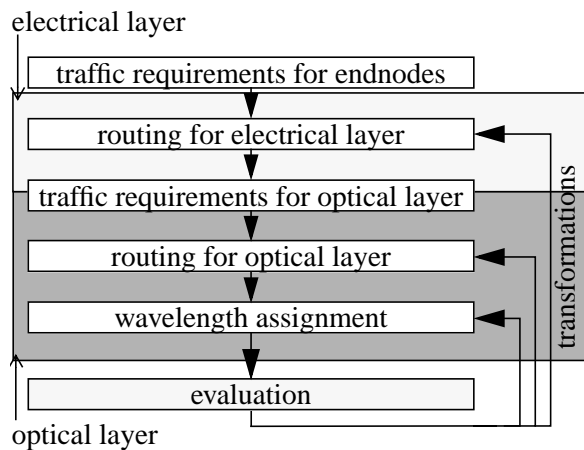 electrical layer
traffic requirements for endnodes
routing for electrical layer
traffic requirements for optical layer
routing for optical layer
wavelength assignment
transformations
evaluation
optical layer